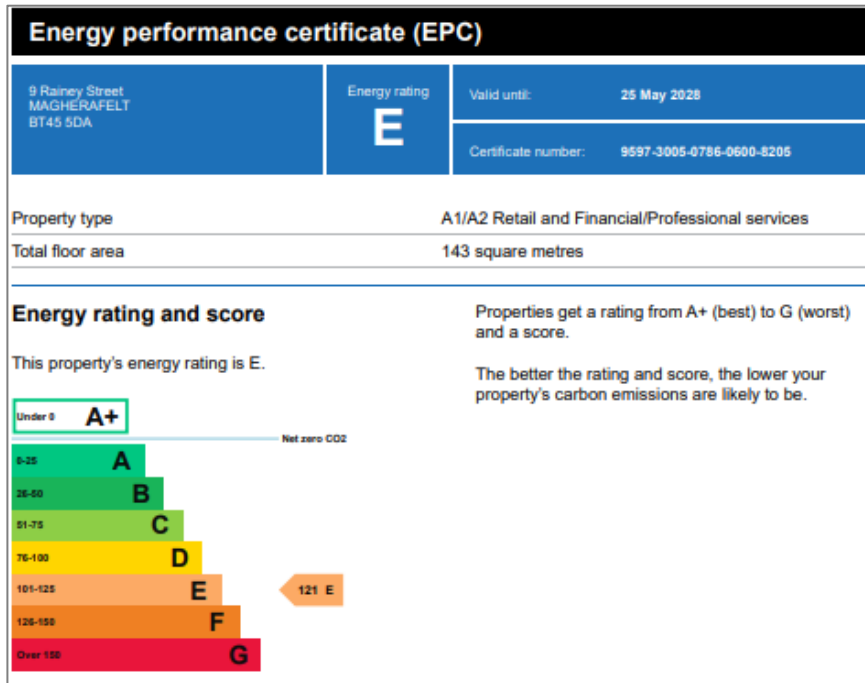 Energy performance certificate (EPC)
9 Rainey Street
MAGHERAFELT
BT45 5DA
Energy rating
E
Valid until: 25 May 2028
Certificate number: 9597-3005-0786-0600-8205
Property type A1/A2 Retail and Financial/Professional services
Total floor area 143 square metres
Energy rating and score
This property's energy rating is E.
Properties get a rating from A+ (best) to G (worst)
and a score.
The better the rating and score, the lower your
property's carbon emissions are likely to be.
Under 0 A+
Net zero CO2
0-25 A
26-50 B
51-75 C
76-100 D
101-125 E
121 E
126-150 F
Over 150 G